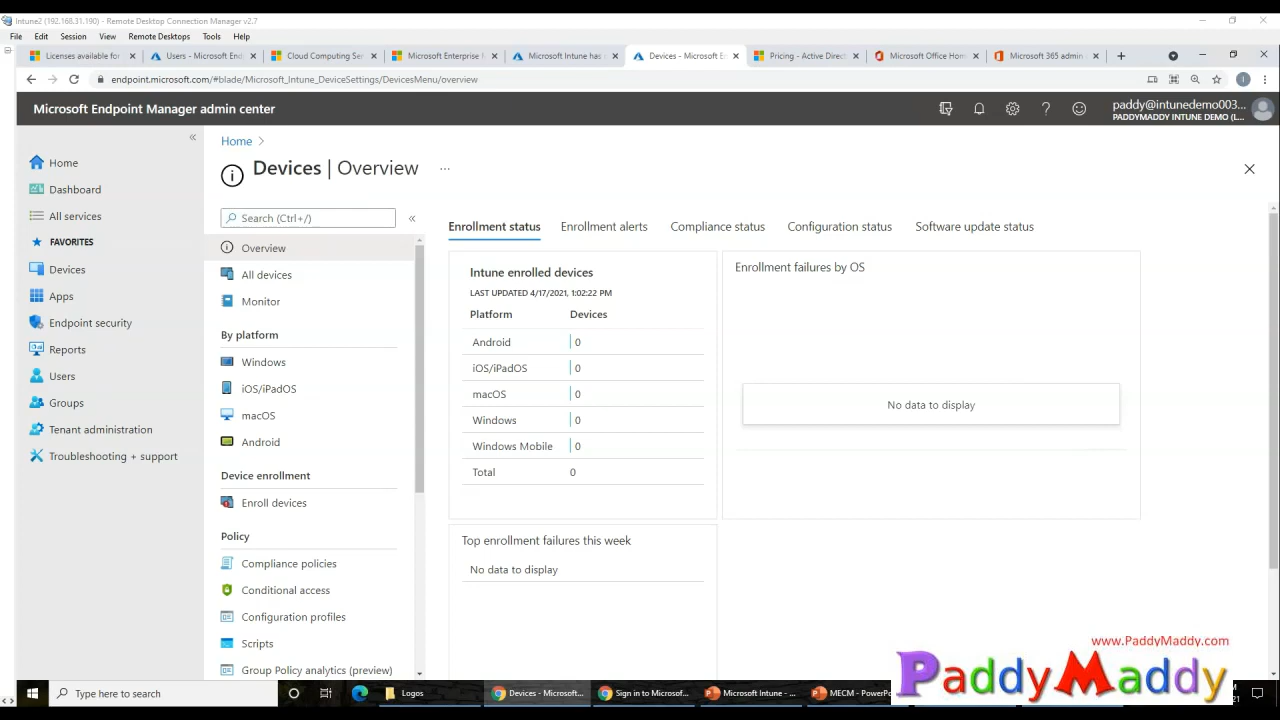 Intune2 (192.168.31.190) - Remote Desktop Connection Manager v2.7
File Edit Session View Remote Desktops Tools Help
Licenses available for
Users - Microsoft End
Cloud Computing Ser
Microsoft Enterprise
Microsoft Intune has
Devices - Microsoft E
Pricing - Active Direc
Microsoft Office Hom
Microsoft 365 admin
endpoint.microsoft.com/#blade/Microsoft_Intune_DeviceSettings/DevicesMenu/overview
Microsoft Endpoint Manager admin center
paddy@intunedemo003...
PADDYMADDY INTUNE DEMO (L...
Home
Dashboard
All services
FAVORITES
Devices
Apps
Endpoint security
Reports
Users
Groups
Tenant administration
Troubleshooting + support
Home
Devices | Overview
Search (Ctrl+/)
Overview
All devices
Monitor
By platform
Windows
iOS/iPadOS
macOS
Android
Device enrollment
Enroll devices
Policy
Compliance policies
Conditional access
Configuration profiles
Scripts
Group Policy analytics (preview)
Enrollment status Enrollment alerts Compliance status Configuration status Software update status
Intune enrolled devices
LAST UPDATED 4/17/2021, 1:02:22 PM
Platform Devices
Android 0
iOS/iPadOS 0
macOS 0
Windows 0
Windows Mobile 0
Total 0
Enrollment failures by OS
No data to display
Top enrollment failures this week
No data to display
www.PaddyMaddy.com
PaddyMaddy
Type here to search
Logos
Devices - Microsoft...
Sign in to Microsof...
Microsoft Intune - ...
MECM - PowerPo